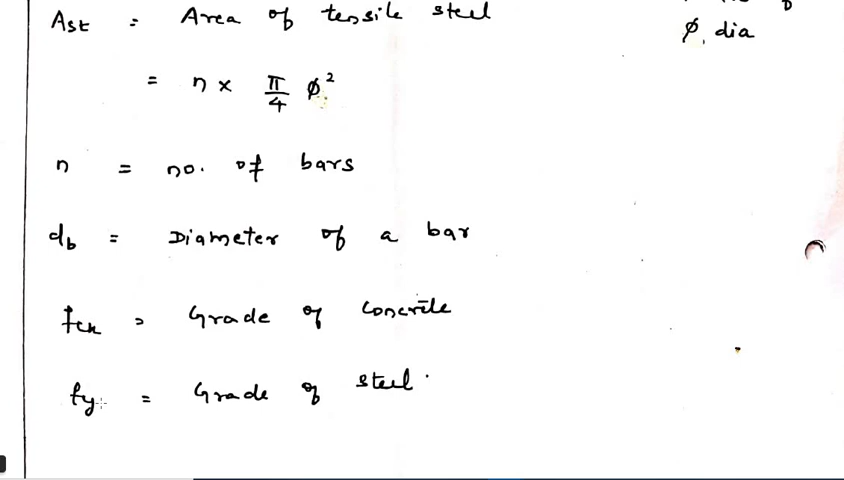 Ast = Area of tensile steel
φ, dia
= n × π/4 φ²
n = no. of bars
db = Diameter of a bar
fck = Grade of Concrete
fy = Grade of steel.